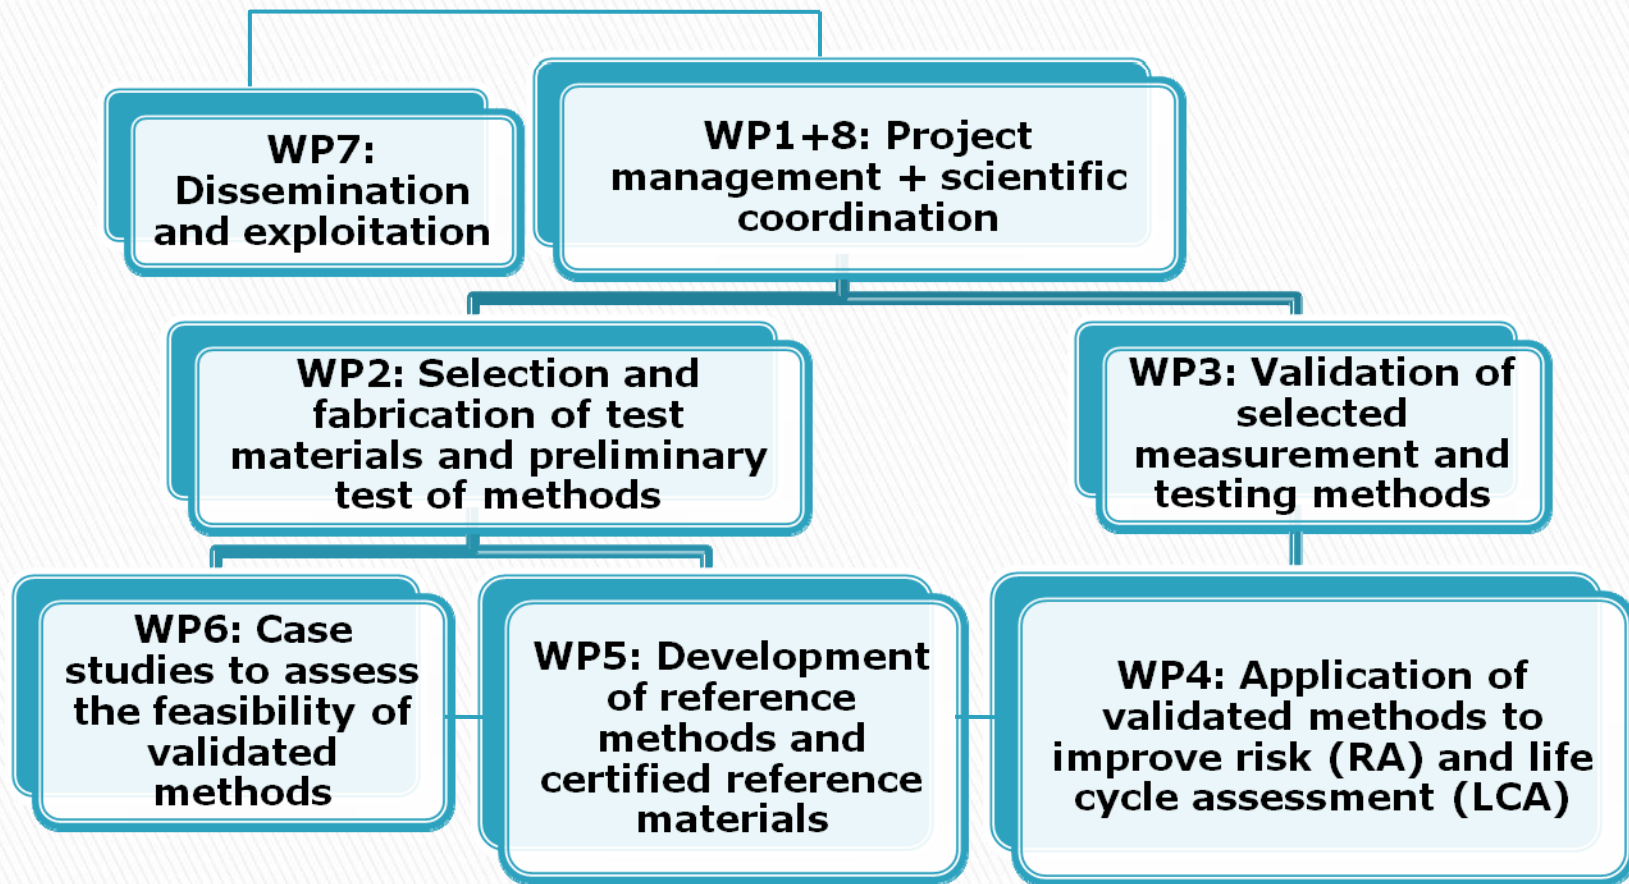 WP7:
Dissemination
and exploitation
WP1+8: Project
management + scientific
coordination
WP2: Selection and
fabrication of test
materials and preliminary
test of methods
WP3: Validation of
selected
measurement and
testing methods
WP6: Case
studies to assess
the feasibility of
validated
methods
WP5: Development
of reference
methods and
certified reference
materials
WP4: Application of
validated methods to
improve risk (RA) and life
cycle assessment (LCA)